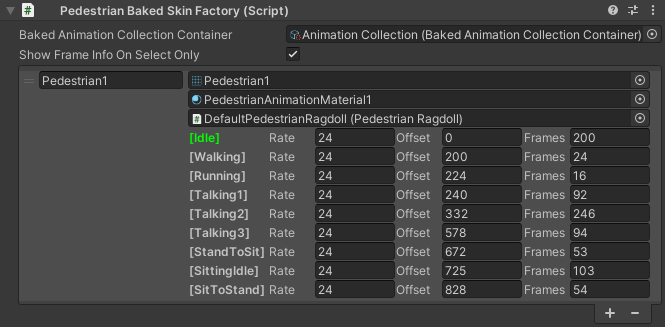 Pedestrian Baked Skin Factory (Script)
Baked Animation Collection Container Animation Collection (Baked Animation Collection Container)
Show Frame Info On Select Only
Pedestrian1 Pedestrian1
PedestrianAnimationMaterial1
DefaultPedestrianRagdoll (Pedestrian Ragdoll)
[Idle] Rate 24 Offset 0 Frames 200
[Walking] Rate 24 Offset 200 Frames 24
[Running] Rate 24 Offset 224 Frames 16
[Talking1] Rate 24 Offset 240 Frames 92
[Talking2] Rate 24 Offset 332 Frames 246
[Talking3] Rate 24 Offset 578 Frames 94
[StandToSit] Rate 24 Offset 672 Frames 53
[SittingIdle] Rate 24 Offset 725 Frames 103
[SitToStand] Rate 24 Offset 828 Frames 54